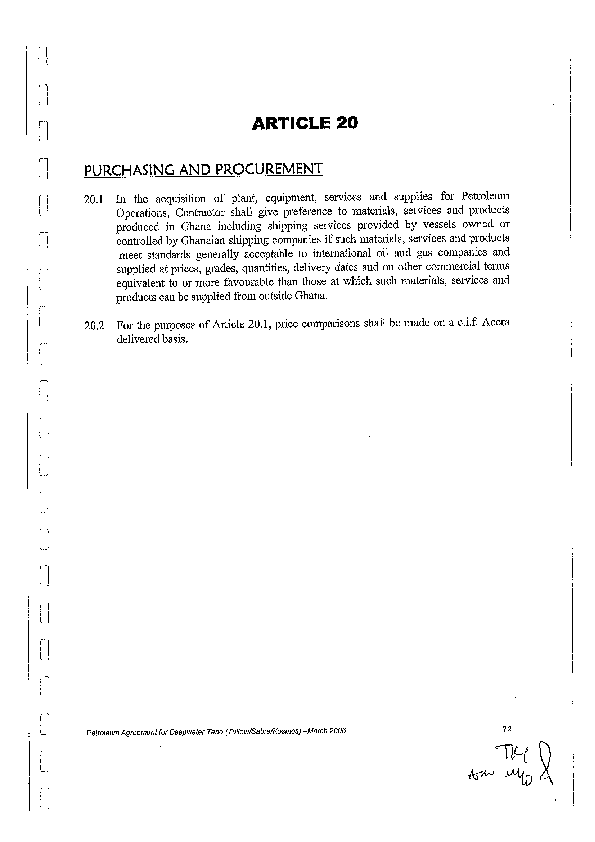 ARTICLE 20
PURCHASING AND PROCUREMENT
20.1 In the acquisition of plant, equipment, services and supplies for Petroleum
Operations, Contractor shall give preference to materials, services and products
produced in Ghana including shipping services provided by vessels owned or
controlled by Ghanaian shipping companies if such materials, services and products
meet standards generally acceptable to international oil and gas companies and
supplied at prices, grades, quantities, delivery dates and on other commercial terms
equivalent to or more favourable than those at which such materials, services and
products can be supplied from outside Ghana.
20.2 For the purposes of Article 20.1, price comparisons shall be made on a c.i.f. Accra
delivered basis.
Petroleum Agreement for Deepwater Tano (Tullow/Sabre/Kosmos) – March 2006
72